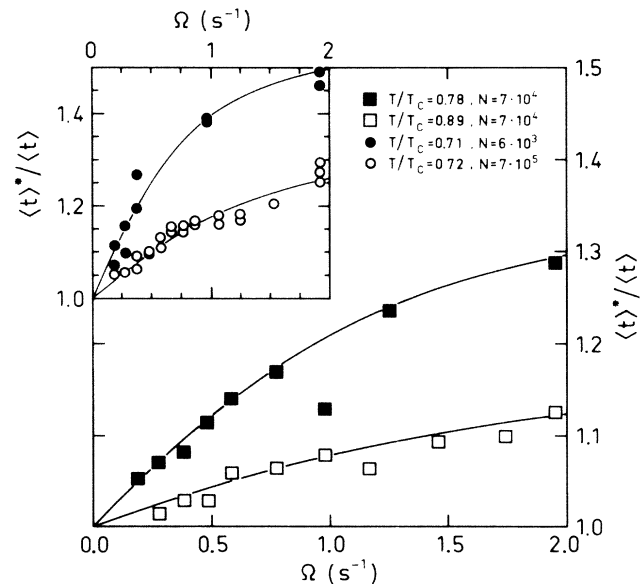 Ω (s⁻¹)
0 1 2
1.5
■ T/T_C = 0.78 , N = 7·10⁴
□ T/T_C = 0.89 , N = 7·10⁴
● T/T_C = 0.71 , N = 6·10³
○ T/T_C = 0.72 , N = 7·10⁵
1.4
1.4
⟨t⟩*/⟨t⟩
1.2
1.0
1.3
⟨t⟩*/⟨t⟩
1.2
1.1
1.0
0.0 0.5 1.0 1.5 2.0
Ω (s⁻¹)